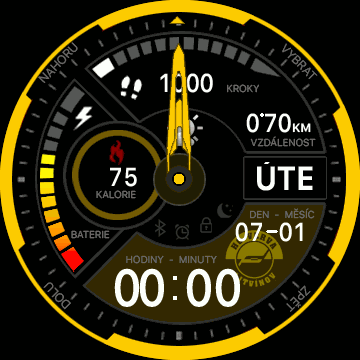 NAHORU
VYBRAT
1000
KROKY
0'70KM
VZDÁLENOST
75
KALORIE
ÚTE
DEN - MĚSÍC
07-01
BATERIE
HODINY - MINUTY
00:00
DOLU
ZPĚT